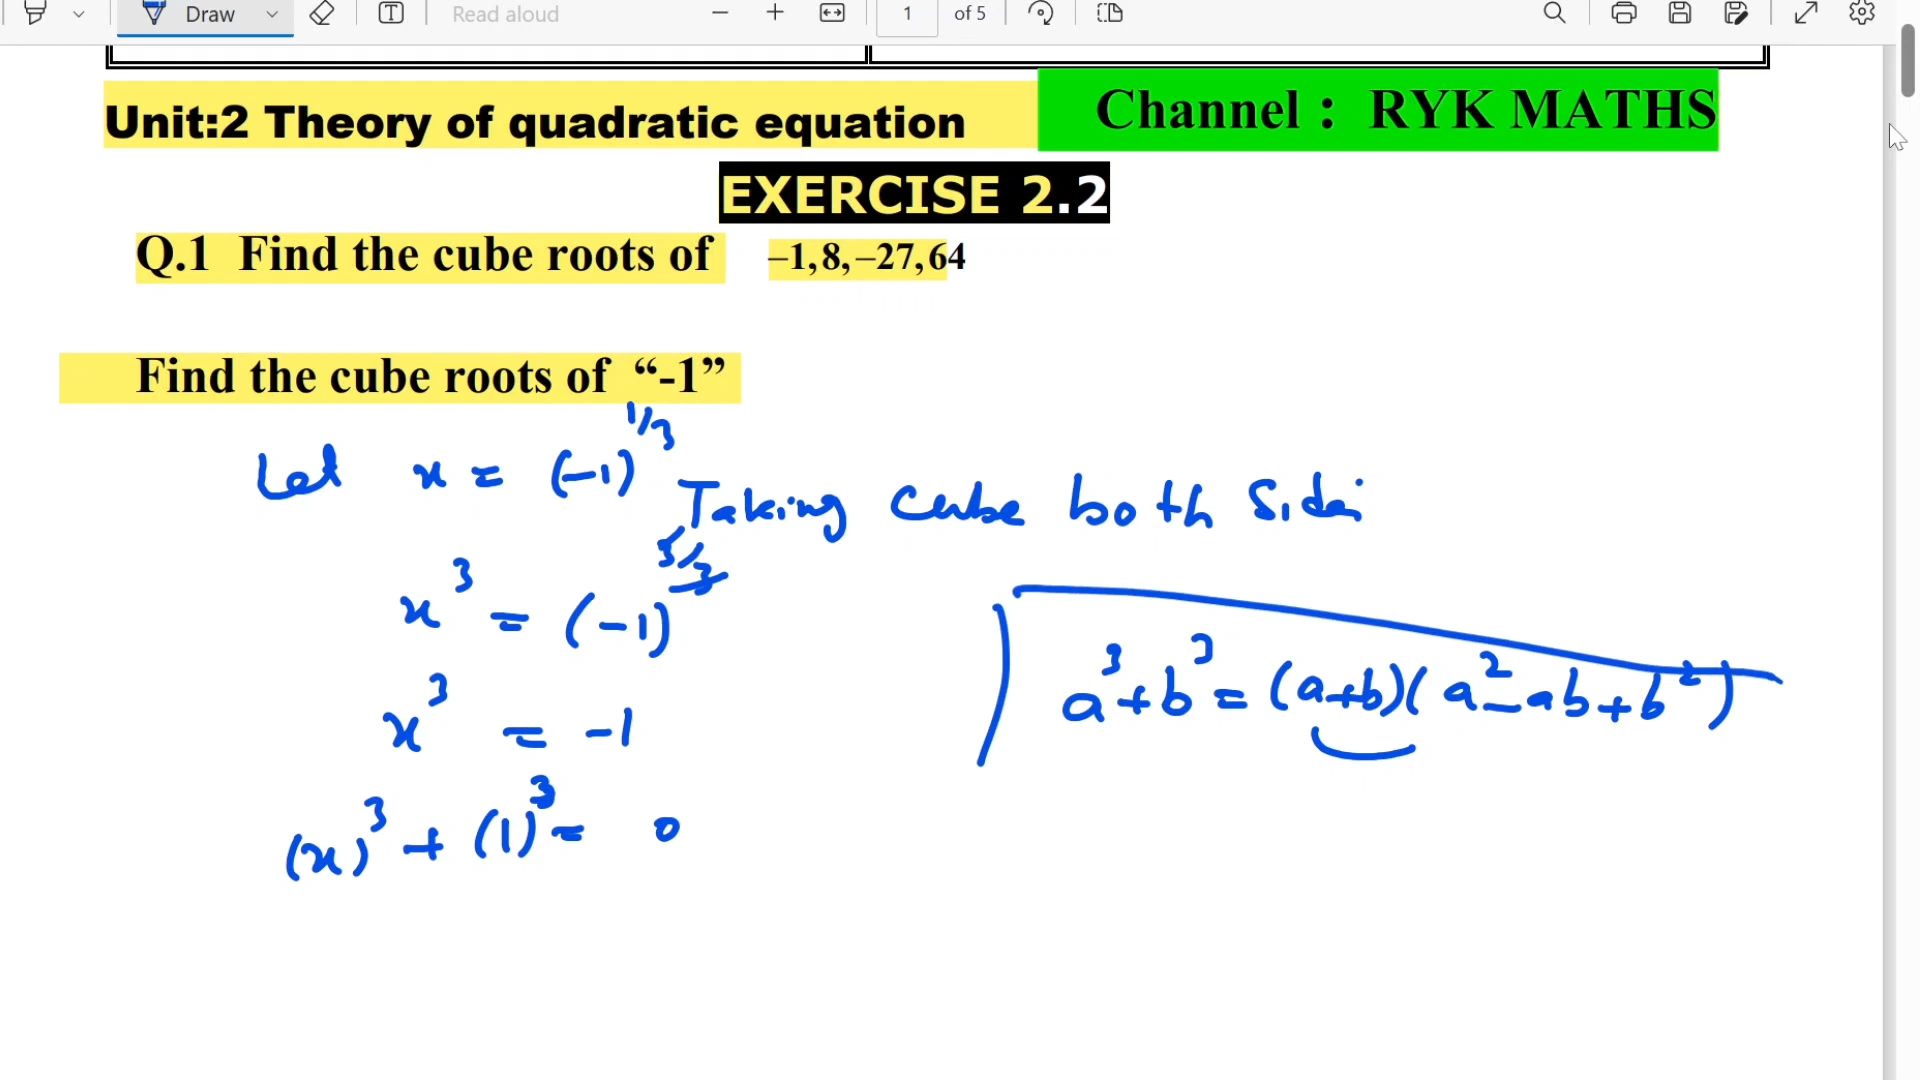 Draw
Read aloud
1 of 5
Unit:2 Theory of quadratic equation
Channel : RYK MATHS
EXERCISE 2.2
Q.1 Find the cube roots of –1,8,–27,64
Find the cube roots of “-1”
Let x = (-1)^1/3
Taking cube both sides
x^3 = (-1)^3/3
x^3 = -1
(x)^3 + (1)^3 = 0
a^3+b^3=(a+b)(a^2-ab+b^2)